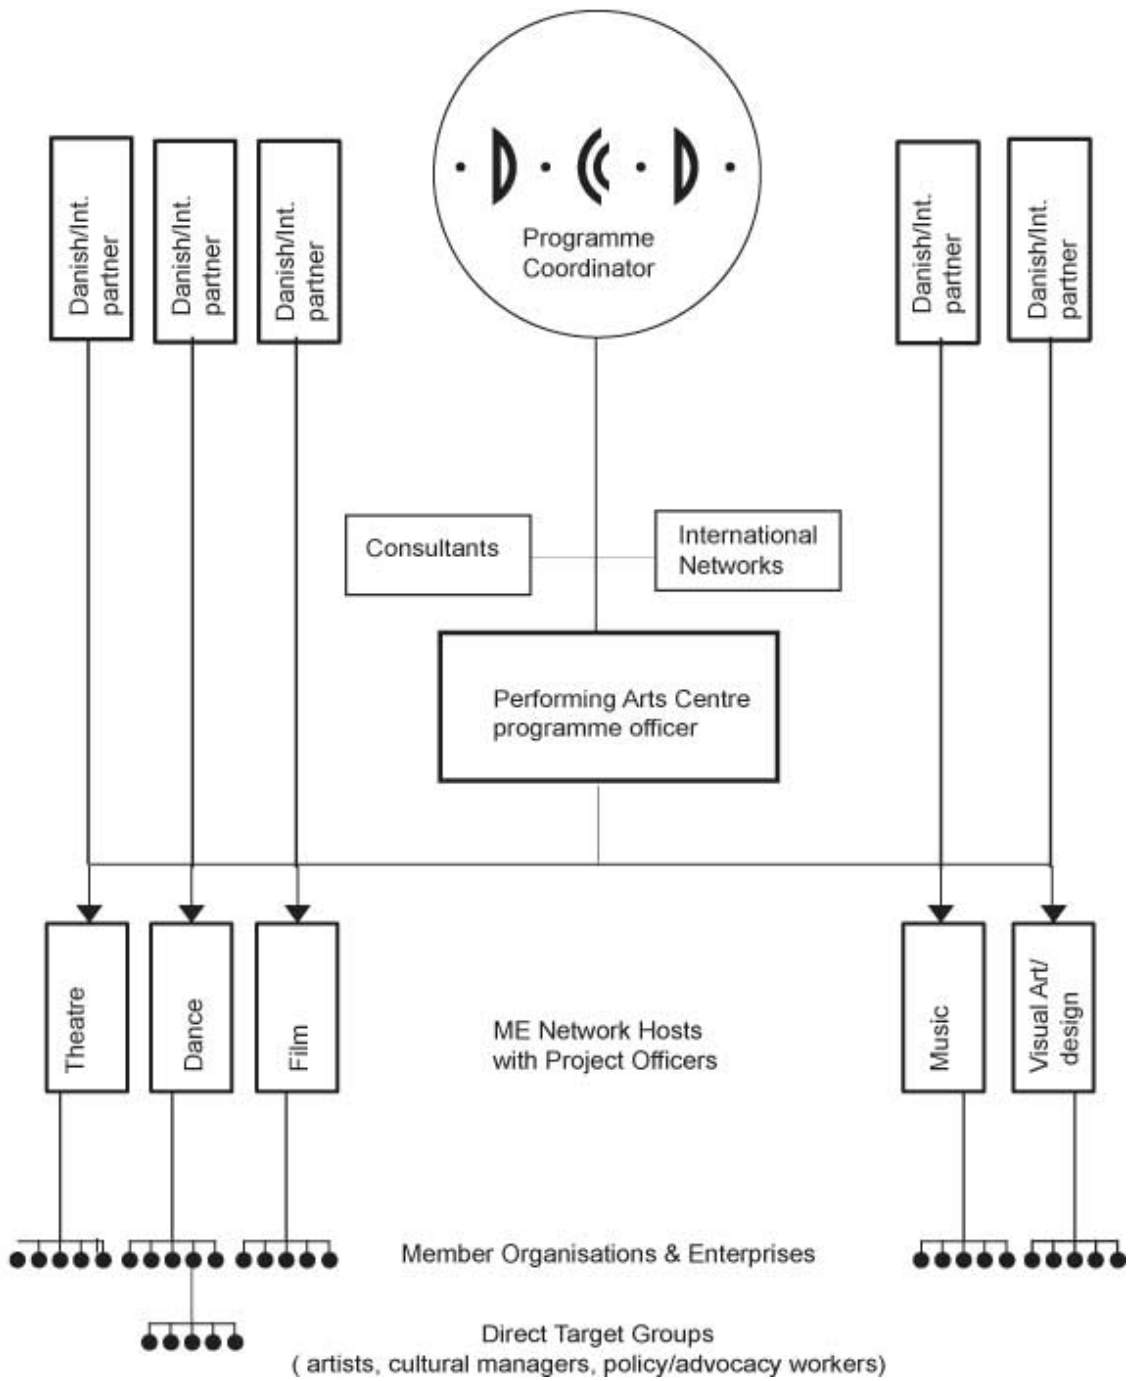 Danish/Int.
partner
Danish/Int.
partner
Danish/Int.
partner
DCD
Programme
Coordinator
Danish/Int.
partner
Danish/Int.
partner
Consultants
International
Networks
Performing Arts Centre
programme officer
Theatre
Dance
Film
ME Network Hosts
with Project Officers
Music
Visual Art/
design
Member Organisations & Enterprises
Direct Target Groups
( artists, cultural managers, policy/advocacy workers)